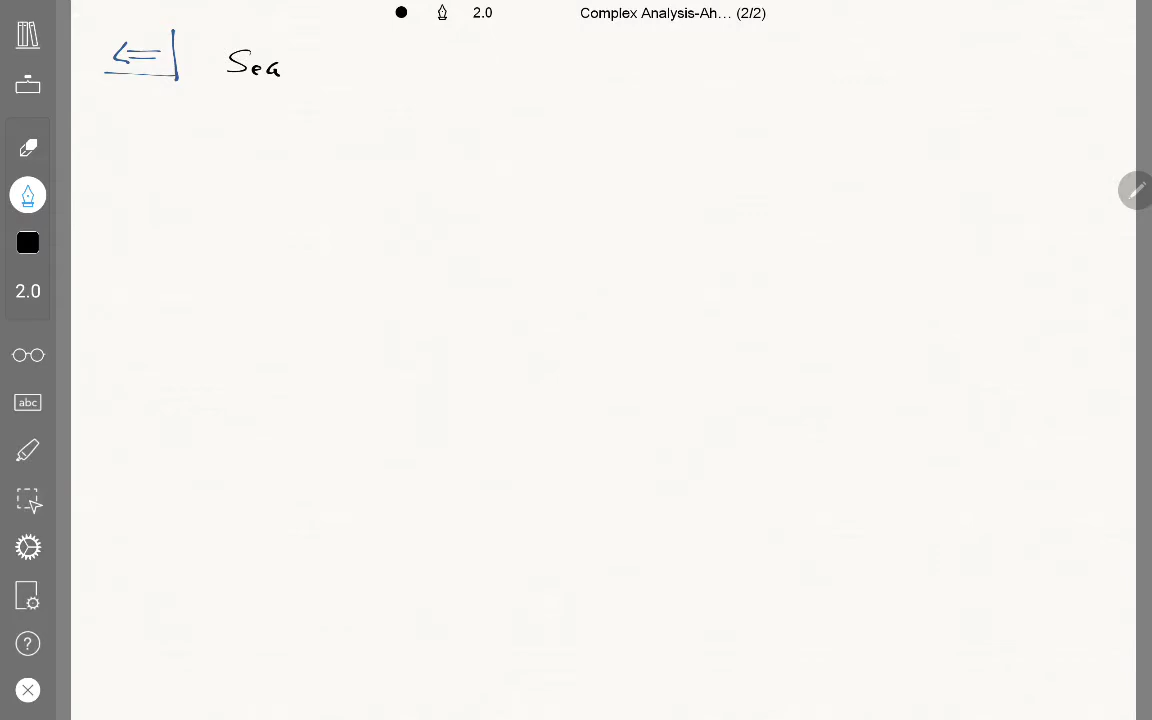 2.0 Complex Analysis-Ah… (2/2)
<= Sea
2.0
abc
?